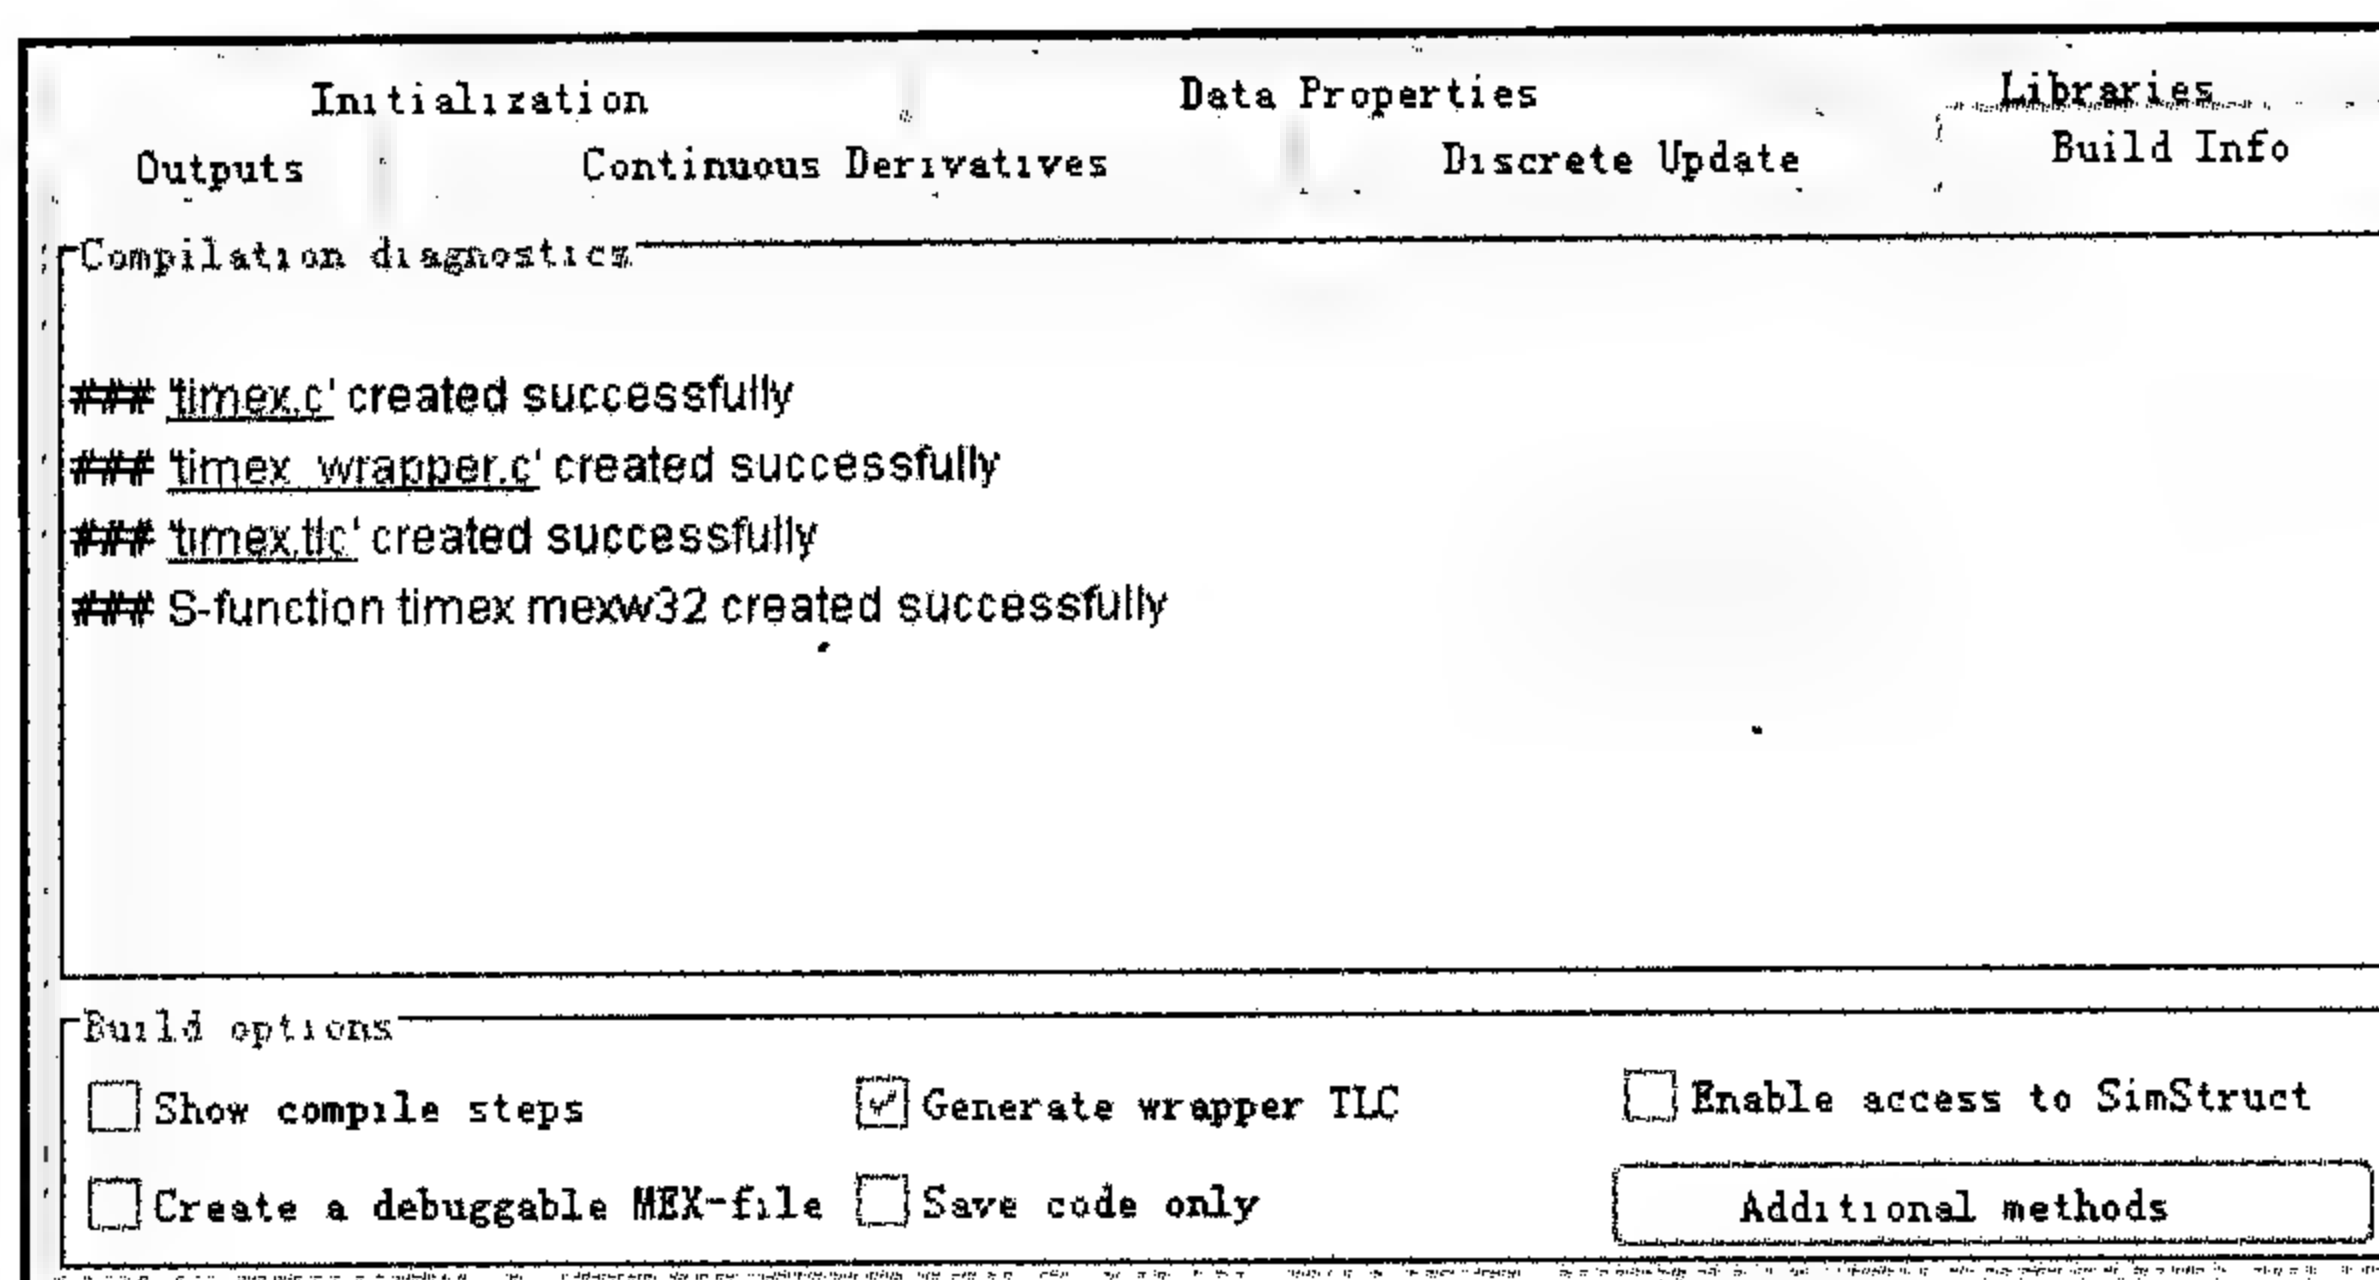 Initialization Data Properties Libraries
Outputs Continuous Derivatives Discrete Update Build Info
Compilation diagnostics
### 'timex.c' created successfully
### 'timex_wrapper.c' created successfully
### 'timex.tlc' created successfully
### S-function timex mexw32 created successfully
Build options
Show compile steps Generate wrapper TLC Enable access to SimStruct
Create a debuggable MEX-file Save code only Additional methods